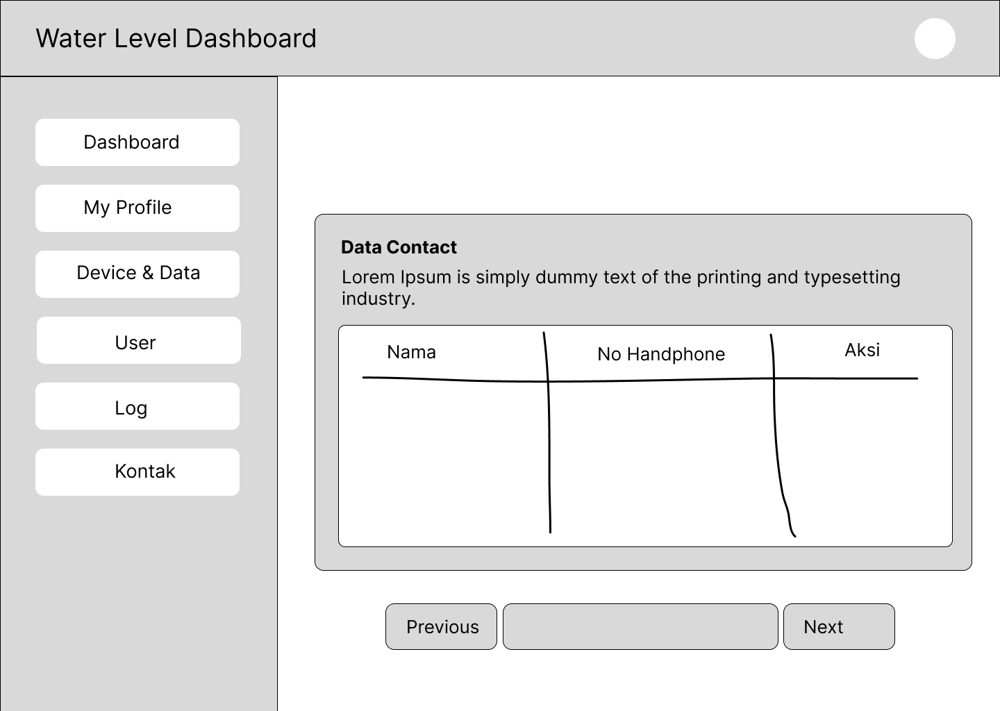 Water Level Dashboard
Dashboard
My Profile
Device & Data
User
Log
Kontak
Data Contact
Lorem Ipsum is simply dummy text of the printing and typesetting
industry.
Nama
No Handphone
Aksi
Previous
Next